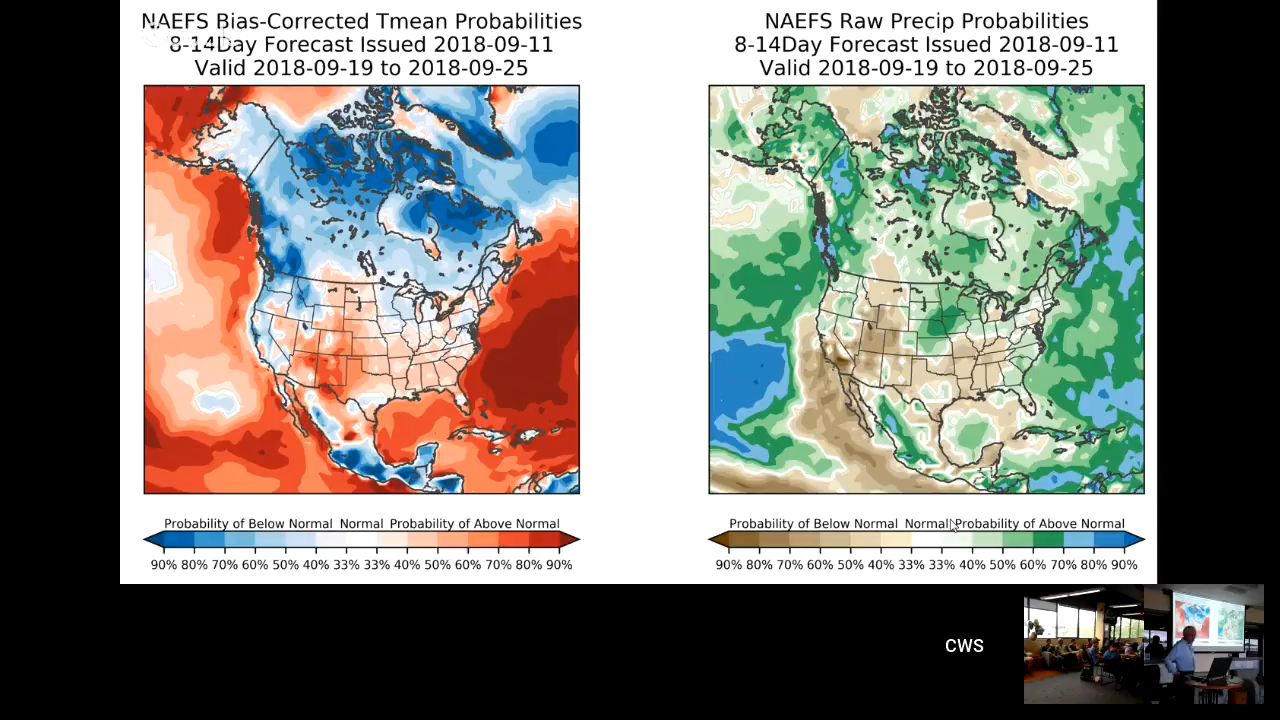 NAEFS Bias-Corrected Tmean Probabilities
8-14Day Forecast Issued 2018-09-11
Valid 2018-09-19 to 2018-09-25
Probability of Below Normal Normal Probability of Above Normal
90% 80% 70% 60% 50% 40% 33% 33% 40% 50% 60% 70% 80% 90%
NAEFS Raw Precip Probabilities
8-14Day Forecast Issued 2018-09-11
Valid 2018-09-19 to 2018-09-25
Probability of Below Normal Normal Probability of Above Normal
90% 80% 70% 60% 50% 40% 33% 33% 40% 50% 60% 70% 80% 90%
CWS